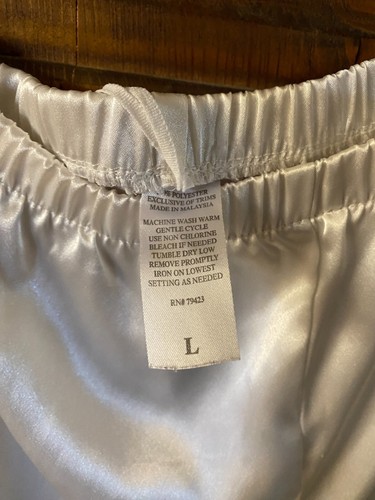 % POLYESTER
EXCLUSIVE OF TRIMS
MADE IN MALAYSIA
MACHINE WASH WARM
GENTLE CYCLE
USE NON CHLORINE
BLEACH IF NEEDED
TUMBLE DRY LOW
REMOVE PROMPTLY
IRON ON LOWEST
SETTING AS NEEDED
RN# 79423
L